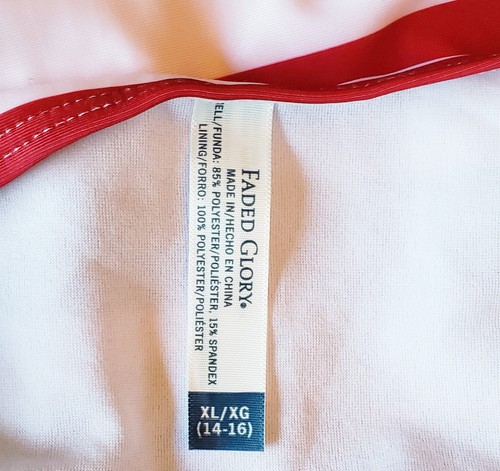 FADED GLORY®
MADE IN/HECHO EN CHINA
ELL/FUNDA: 85% POLYESTER/POLIÉSTER, 15% SPANDEX
LINING/FORRO: 100% POLYESTER/POLIÉSTER
XL/XG
(14-16)